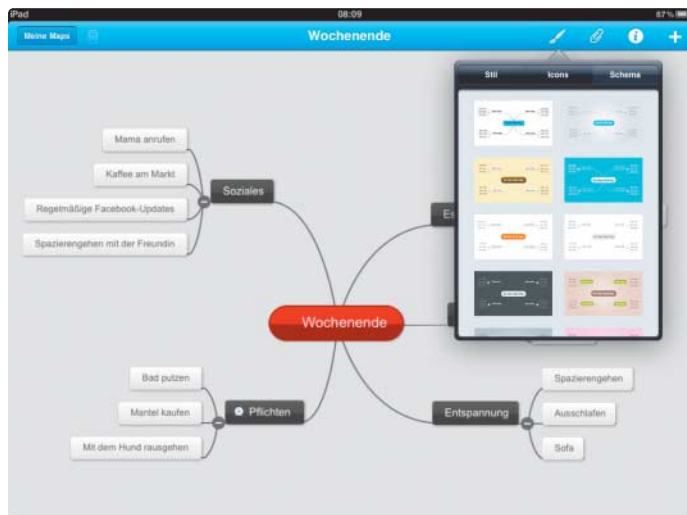 iPad 08:09 87%
Meine Maps Wochenende
Stil Icons Schema
Mama anrufen
Kaffee am Markt
Regelmäßige Facebook-Updates
Spazierengehen mit der Freundin
Soziales
Wochenende
Bad putzen
Mantel kaufen
Mit dem Hund rausgehen
Pflichten
Entspannung
Spazierengehen
Ausschlafen
Sofa